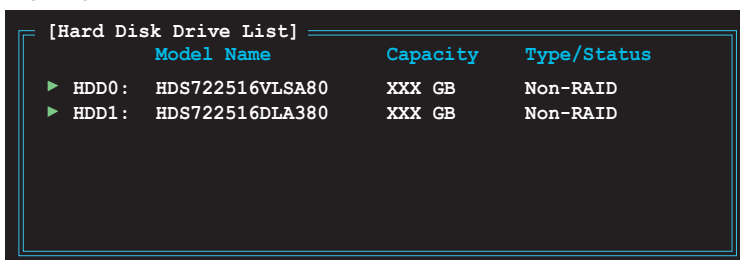 [Hard Disk Drive List]
Model Name Capacity Type/Status
HDD0: HDS722516VLSA80 XXX GB Non-RAID
HDD1: HDS722516DLA380 XXX GB Non-RAID